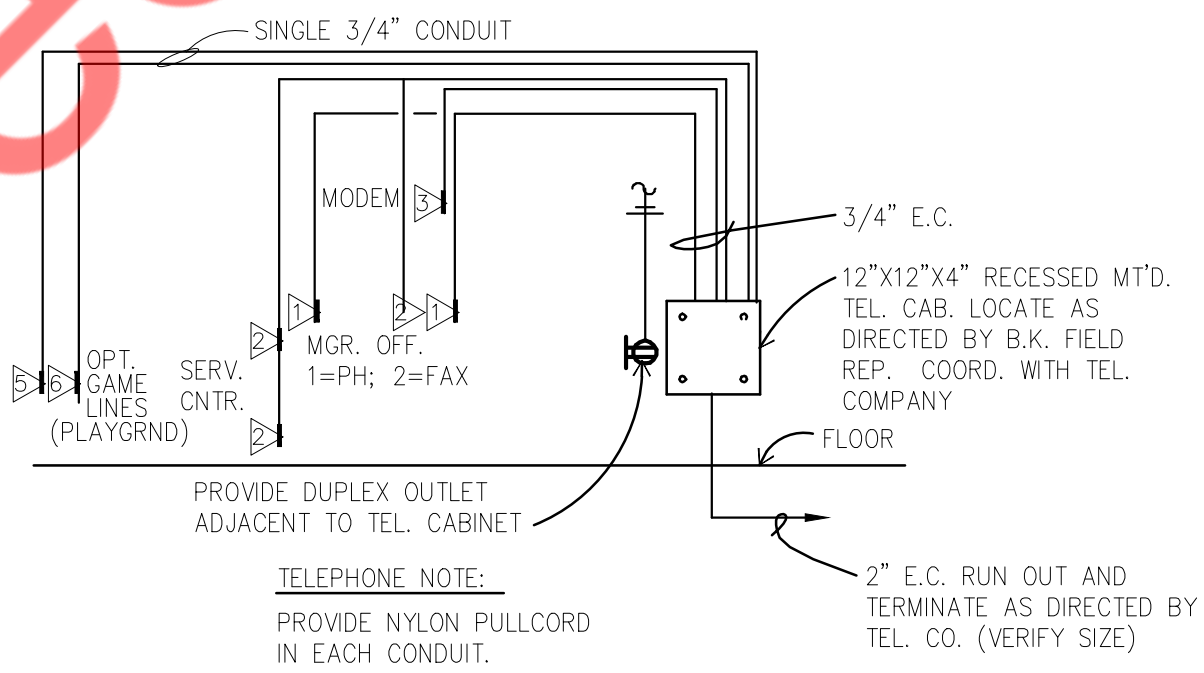 SINGLE 3/4" CONDUIT
MODEM
3
3/4" E.C.
12"X12"X4" RECESSED MT'D.
TEL. CAB. LOCATE AS
DIRECTED BY B.K. FIELD
REP. COORD. WITH TEL.
COMPANY
1
2
1
2
MGR. OFF.
1=PH; 2=FAX
5
6
OPT.
GAME
LINES
(PLAYGRND)
SERV.
CNTR.
2
FLOOR
PROVIDE DUPLEX OUTLET
ADJACENT TO TEL. CABINET
TELEPHONE NOTE:
PROVIDE NYLON PULLCORD
IN EACH CONDUIT.
2" E.C. RUN OUT AND
TERMINATE AS DIRECTED BY
TEL. CO. (VERIFY SIZE)